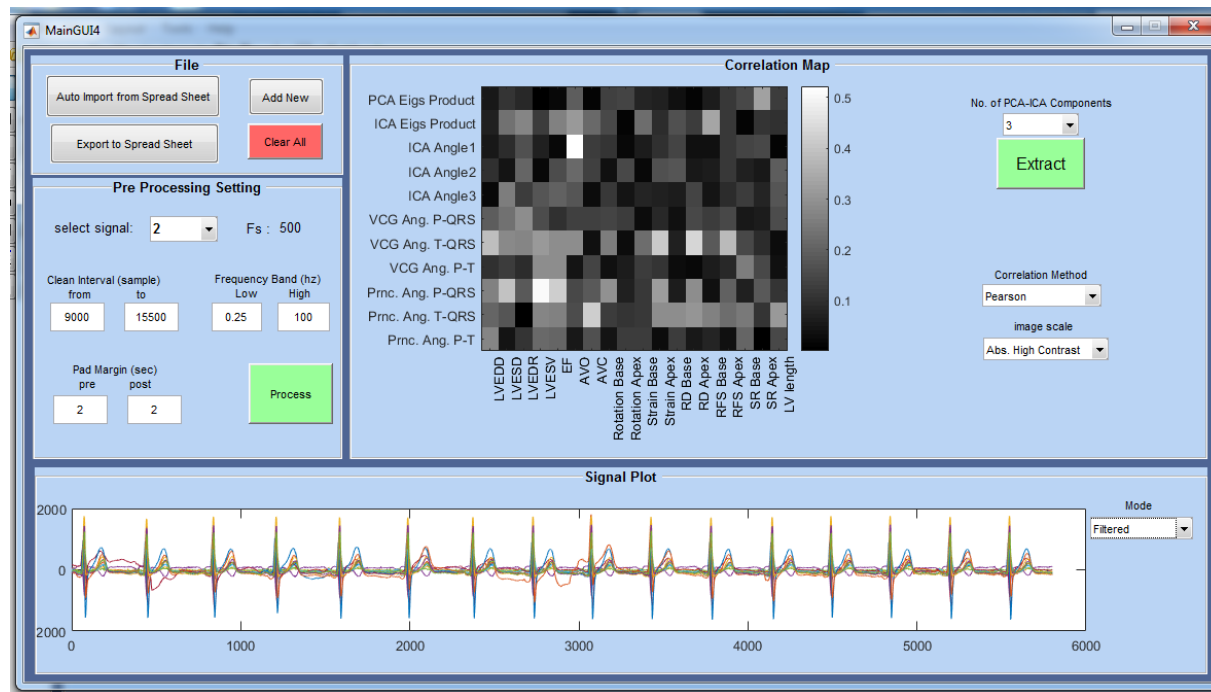 MainGUI4
File
Auto Import from Spread Sheet
Add New
Export to Spread Sheet
Clear All
Pre Processing Setting
select signal: 2 Fs : 500
Clean Interval (sample)
from to
9000 15500
Frequency Band (hz)
Low High
0.25 100
Pad Margin (sec)
pre post
2 2
Process
Correlation Map
PCA Eigs Product
ICA Eigs Product
ICA Angle1
ICA Angle2
ICA Angle3
VCG Ang. P-QRS
VCG Ang. T-QRS
VCG Ang. P-T
Prnc. Ang. P-QRS
Prnc. Ang. T-QRS
Prnc. Ang. P-T
LVEDD
LVESD
LVEDR
LVESV
EF
AVO
AVC
Rotation Base
Rotation Apex
Strain Base
Strain Apex
RD Base
RD Apex
RFS Base
RFS Apex
SR Base
SR Apex
LV length
0.5
0.4
0.3
0.2
0.1
No. of PCA-ICA Components
3
Extract
Correlation Method
Pearson
image scale
Abs. High Contrast
Signal Plot
2000
0
2000
0 1000 2000 3000 4000 5000 6000
Mode
Filtered